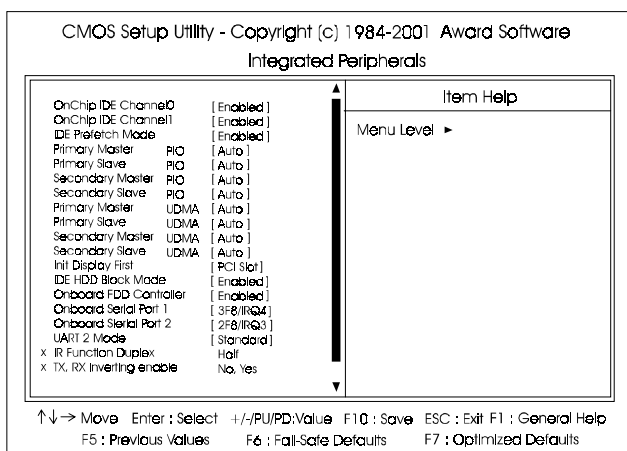 CMOS Setup Utility - Copyright (c) 1984-2001 Award Software
Integrated Peripherals
OnChip IDE Channel0 [ Enabled ]
OnChip IDE Channel1 [ Enabled ]
IDE Prefetch Mode [ Enabled ]
Primary Master PIO [ Auto ]
Primary Slave PIO [ Auto ]
Secondary Master PIO [ Auto ]
Secondary Slave PIO [ Auto ]
Primary Master UDMA [ Auto ]
Primary Slave UDMA [ Auto ]
Secondary Master UDMA [ Auto ]
Secondary Slave UDMA [ Auto ]
Init Display First [ PCI Slot]
IDE HDD Block Mode [ Enabled ]
Onboard FDD Controller [ Enabled ]
Onboard Serial Port 1 [ 3F8/IRQ4]
Onboard Sierial Port 2 [ 2F8/IRQ3 ]
UART 2 Mode [ Standard ]
x IR Function Duplex Half
x TX, RX inverting enable No, Yes
Item Help
Menu Level ►
↑↓→ Move Enter : Select +/-/PU/PD:Value F10 : Save ESC : Exit F1 : General Help
F5 : Previous Values F6 : Fail-Safe Defaults F7 : Optimized Defaults